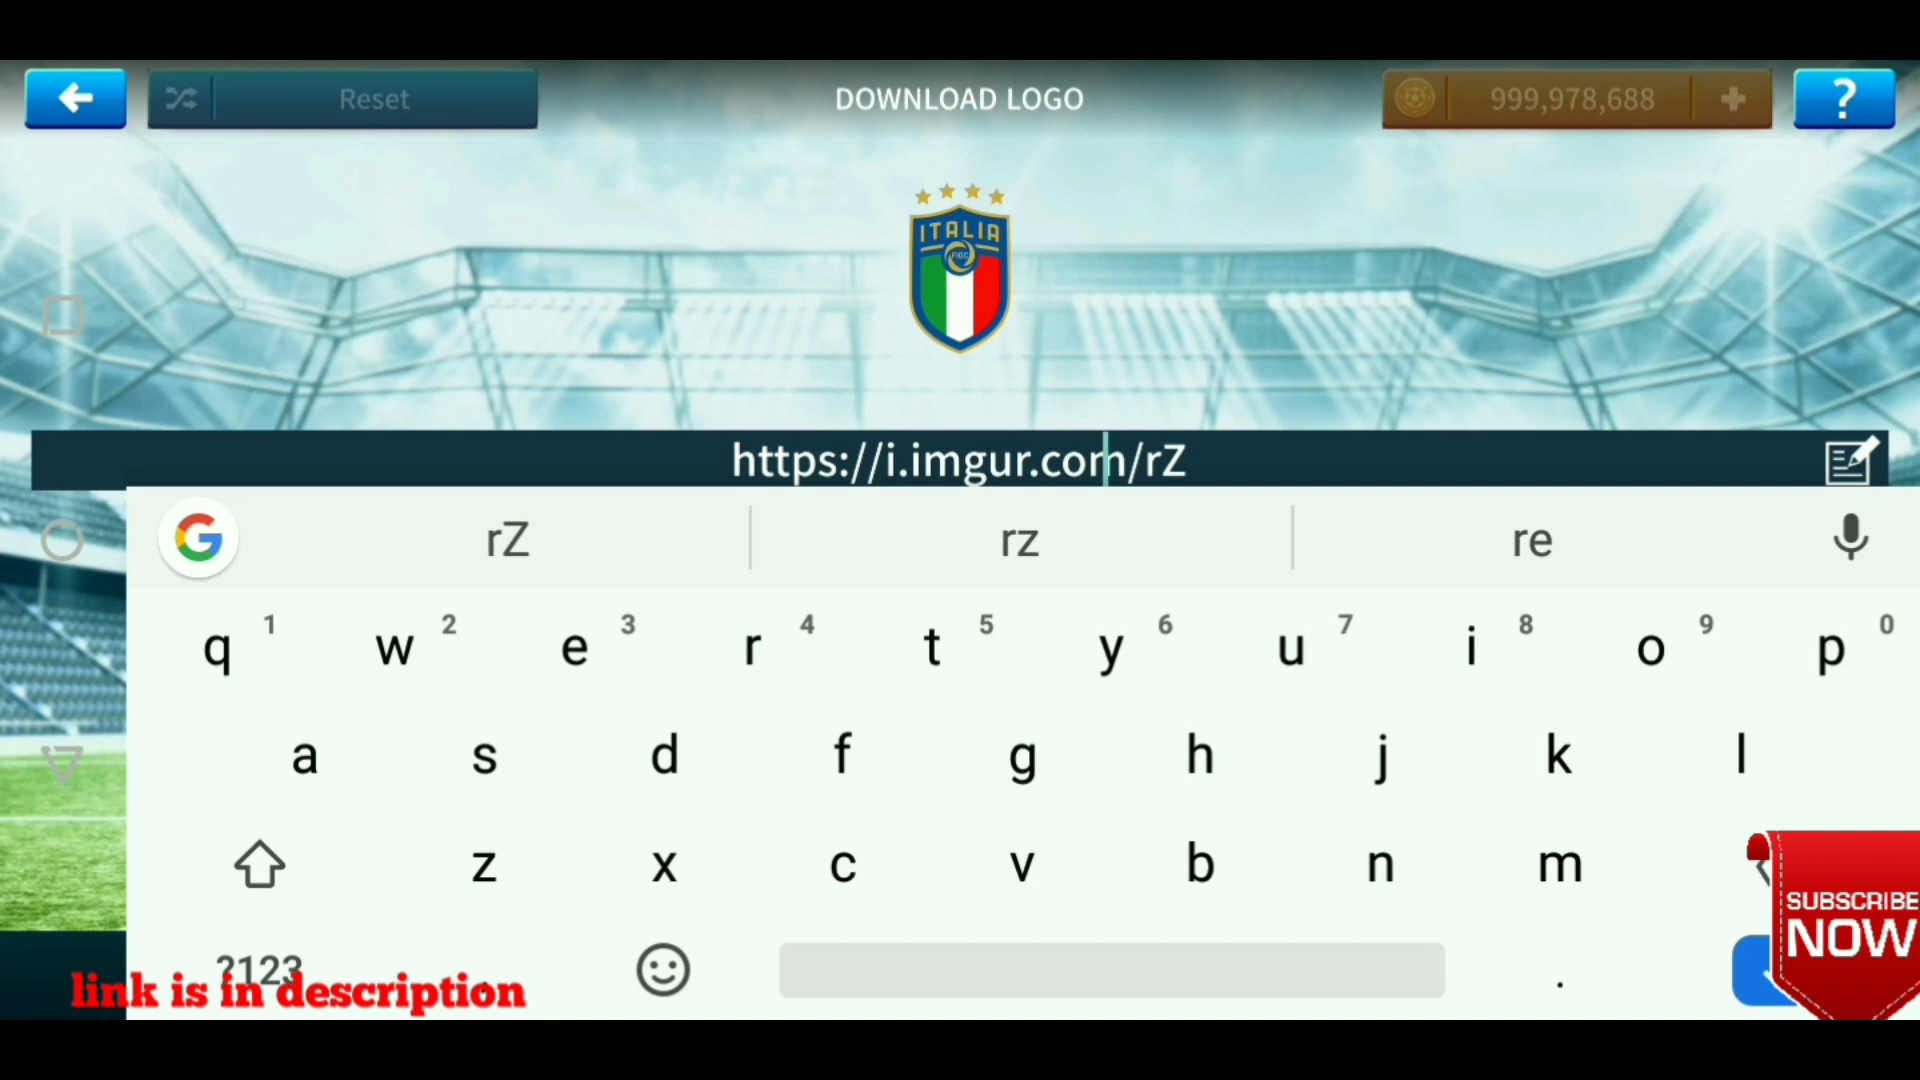 Reset
DOWNLOAD LOGO
999,978,688
+
?
ITALIA
FIGC
https://i.imgur.com/rZ
G
rZ
rz
re
q 1 w 2 e 3 r 4 t 5 y 6 u 7 i 8 o 9 p 0
a s d f g h j k l
z x c v b n m
?123 , .
link is in description
SUBSCRIBE
NOW